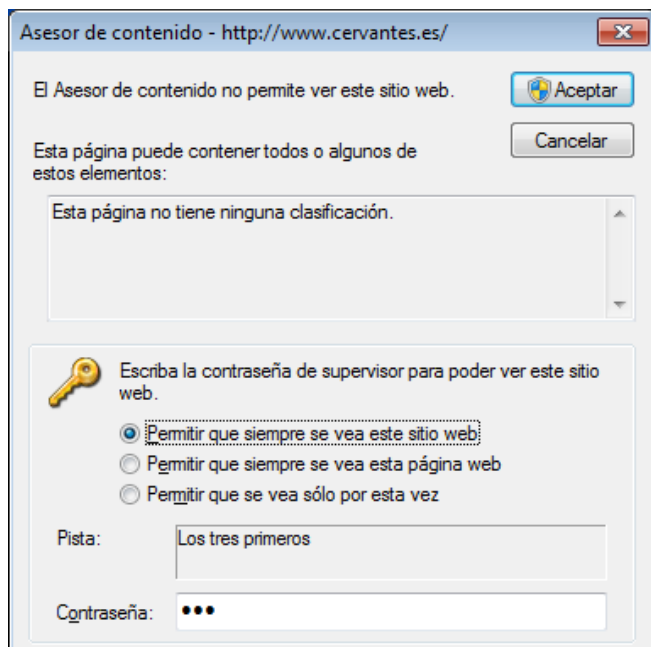 Asesor de contenido - http://www.cervantes.es/
El Asesor de contenido no permite ver este sitio web.
Aceptar
Cancelar
Esta página puede contener todos o algunos de
estos elementos:
Esta página no tiene ninguna clasificación.
Escriba la contraseña de supervisor para poder ver este sitio
web.
Permitir que siempre se vea este sitio web
Permitir que siempre se vea esta página web
Permitir que se vea sólo por esta vez
Pista:
Los tres primeros
Contraseña:
•••